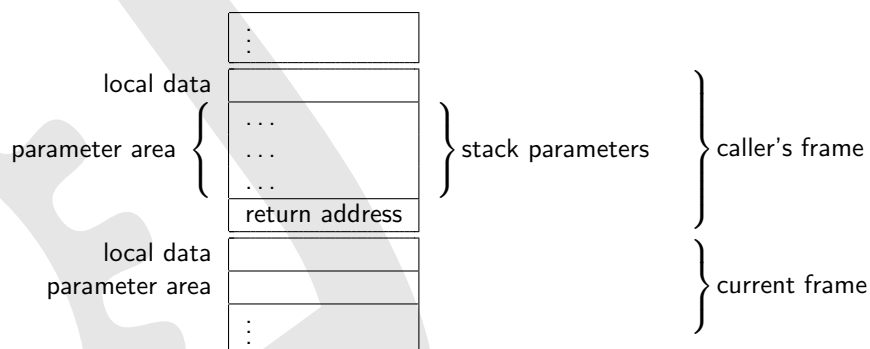 ⋮
local data
...
parameter area ... stack parameters caller's frame
...
return address
local data
parameter area current frame
⋮